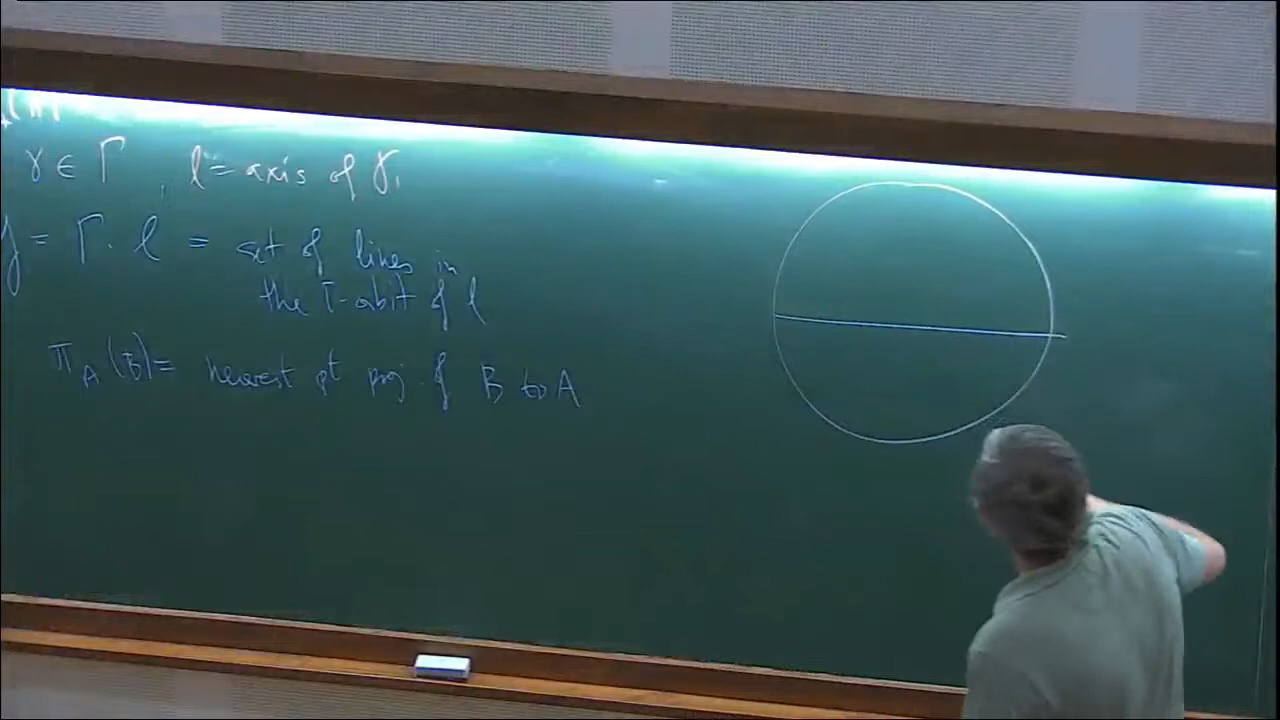 γ ∈ Γ l = axis of γ.
y = Γ · l = set of lines in
the Γ-orbit of l
π_A (B) = nearest pt proj. of B to A